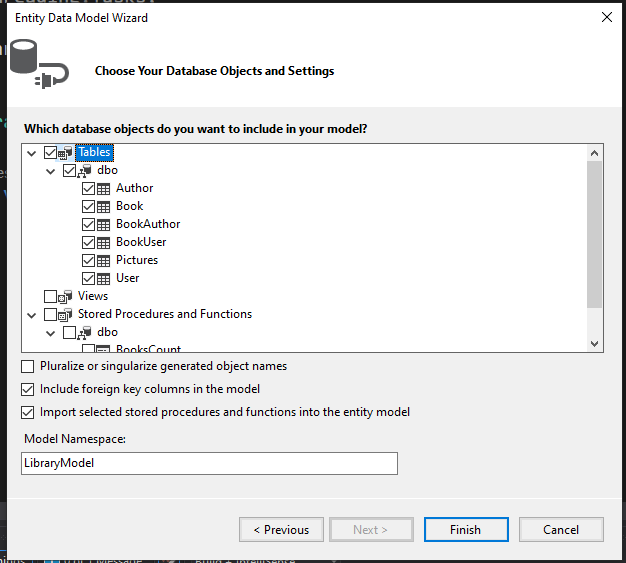 Entity Data Model Wizard
Choose Your Database Objects and Settings
Which database objects do you want to include in your model?
Tables
dbo
Author
Book
BookAuthor
BookUser
Pictures
User
Views
Stored Procedures and Functions
dbo
BooksCount
Pluralize or singularize generated object names
Include foreign key columns in the model
Import selected stored procedures and functions into the entity model
Model Namespace:
LibraryModel
< Previous
Next >
Finish
Cancel